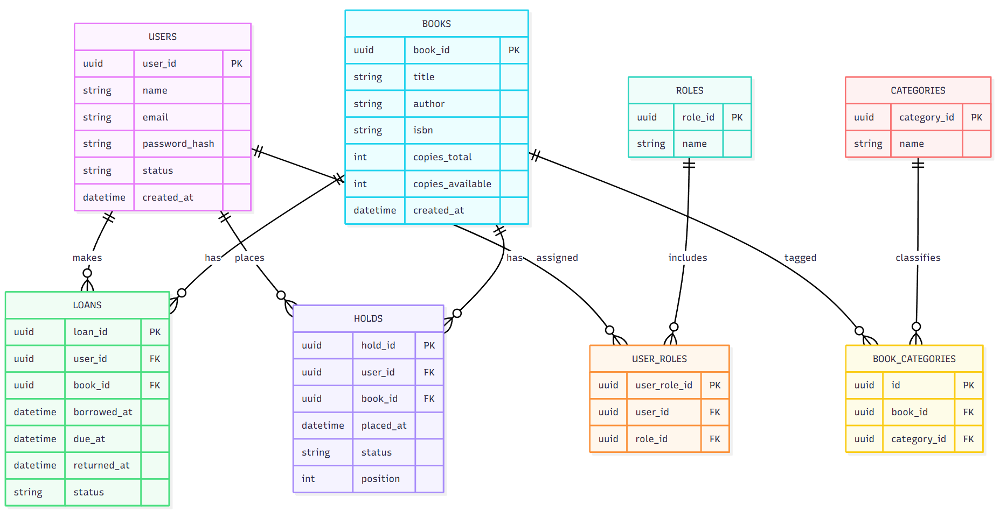 USERS
uuid user_id PK
string name
string email
string password_hash
string status
datetime created_at
BOOKS
uuid book_id PK
string title
string author
string isbn
int copies_total
int copies_available
datetime created_at
ROLES
uuid role_id PK
string name
CATEGORIES
uuid category_id PK
string name
makes
has
places
has
assigned
includes
tagged
classifies
LOANS
uuid loan_id PK
uuid user_id FK
uuid book_id FK
datetime borrowed_at
datetime due_at
datetime returned_at
string status
HOLDS
uuid hold_id PK
uuid user_id FK
uuid book_id FK
datetime placed_at
string status
int position
USER_ROLES
uuid user_role_id PK
uuid user_id FK
uuid role_id FK
BOOK_CATEGORIES
uuid id PK
uuid book_id FK
uuid category_id FK